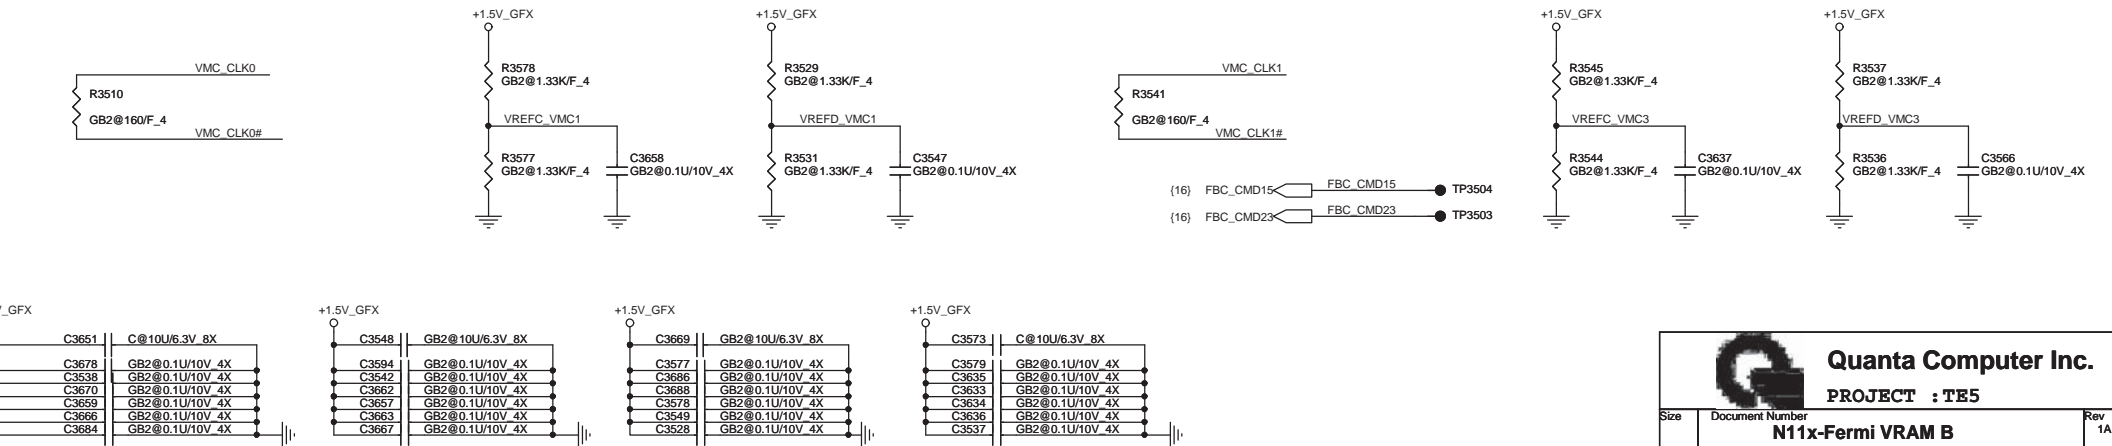 +1.5V_GFX
+1.5V_GFX
+1.5V_GFX
+1.5V_GFX
VMC_CLK0
R3510
GB2@160/F_4
VMC_CLK0#
R3578
GB2@1.33K/F_4
VREFC_VMC1
R3577
GB2@1.33K/F_4
C3658
GB2@0.1U/10V_4X
R3529
GB2@1.33K/F_4
VREFD_VMC1
R3531
GB2@1.33K/F_4
C3547
GB2@0.1U/10V_4X
VMC_CLK1
R3541
GB2@160/F_4
VMC_CLK1#
{16} FBC_CMD15 FBC_CMD15 TP3504
{16} FBC_CMD23 FBC_CMD23 TP3503
R3545
GB2@1.33K/F_4
VREFC_VMC3
R3544
GB2@1.33K/F_4
C3637
GB2@0.1U/10V_4X
R3537
GB2@1.33K/F_4
VREFD_VMC3
R3536
GB2@1.33K/F_4
C3566
GB2@0.1U/10V_4X
_GFX
C3651 C@10U/6.3V_8X
C3678 GB2@0.1U/10V_4X
C3538 GB2@0.1U/10V_4X
C3670 GB2@0.1U/10V_4X
C3659 GB2@0.1U/10V_4X
C3666 GB2@0.1U/10V_4X
C3684 GB2@0.1U/10V_4X
+1.5V_GFX
C3548 GB2@10U/6.3V_8X
C3594 GB2@0.1U/10V_4X
C3542 GB2@0.1U/10V_4X
C3662 GB2@0.1U/10V_4X
C3657 GB2@0.1U/10V_4X
C3663 GB2@0.1U/10V_4X
C3667 GB2@0.1U/10V_4X
+1.5V_GFX
C3669 GB2@10U/6.3V_8X
C3577 GB2@0.1U/10V_4X
C3686 GB2@0.1U/10V_4X
C3688 GB2@0.1U/10V_4X
C3578 GB2@0.1U/10V_4X
C3549 GB2@0.1U/10V_4X
C3528 GB2@0.1U/10V_4X
+1.5V_GFX
C3573 C@10U/6.3V_8X
C3579 GB2@0.1U/10V_4X
C3635 GB2@0.1U/10V_4X
C3633 GB2@0.1U/10V_4X
C3634 GB2@0.1U/10V_4X
C3636 GB2@0.1U/10V_4X
C3537 GB2@0.1U/10V_4X
Quanta Computer Inc.
PROJECT : TE5
Size Document Number Rev
N11x-Fermi VRAM B 1A